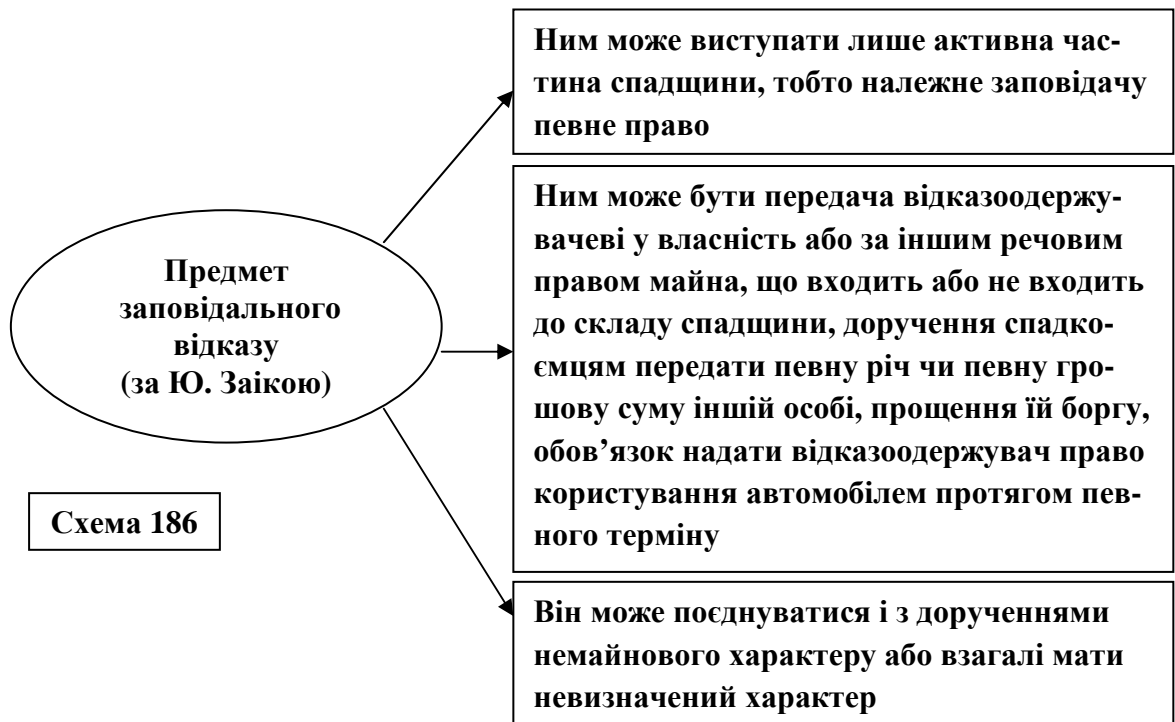 Ним може виступати лише активна час-
тина спадщини, тобто належне заповідачу
певне право
Ним може бути передача відказоодержу-
вачеві у власність або за іншим речовим
правом майна, що входить або не входить
до складу спадщини, доручення спадко-
ємцям передати певну річ чи певну гро-
шову суму іншій особі, прощення їй боргу,
обов’язок надати відказоодержувач право
користування автомобілем протягом пев-
ного терміну
Він може поєднуватися і з дорученнями
немайнового характеру або взагалі мати
невизначений характер
Предмет
заповідального
відказу
(за Ю. Заікою)
Схема 186